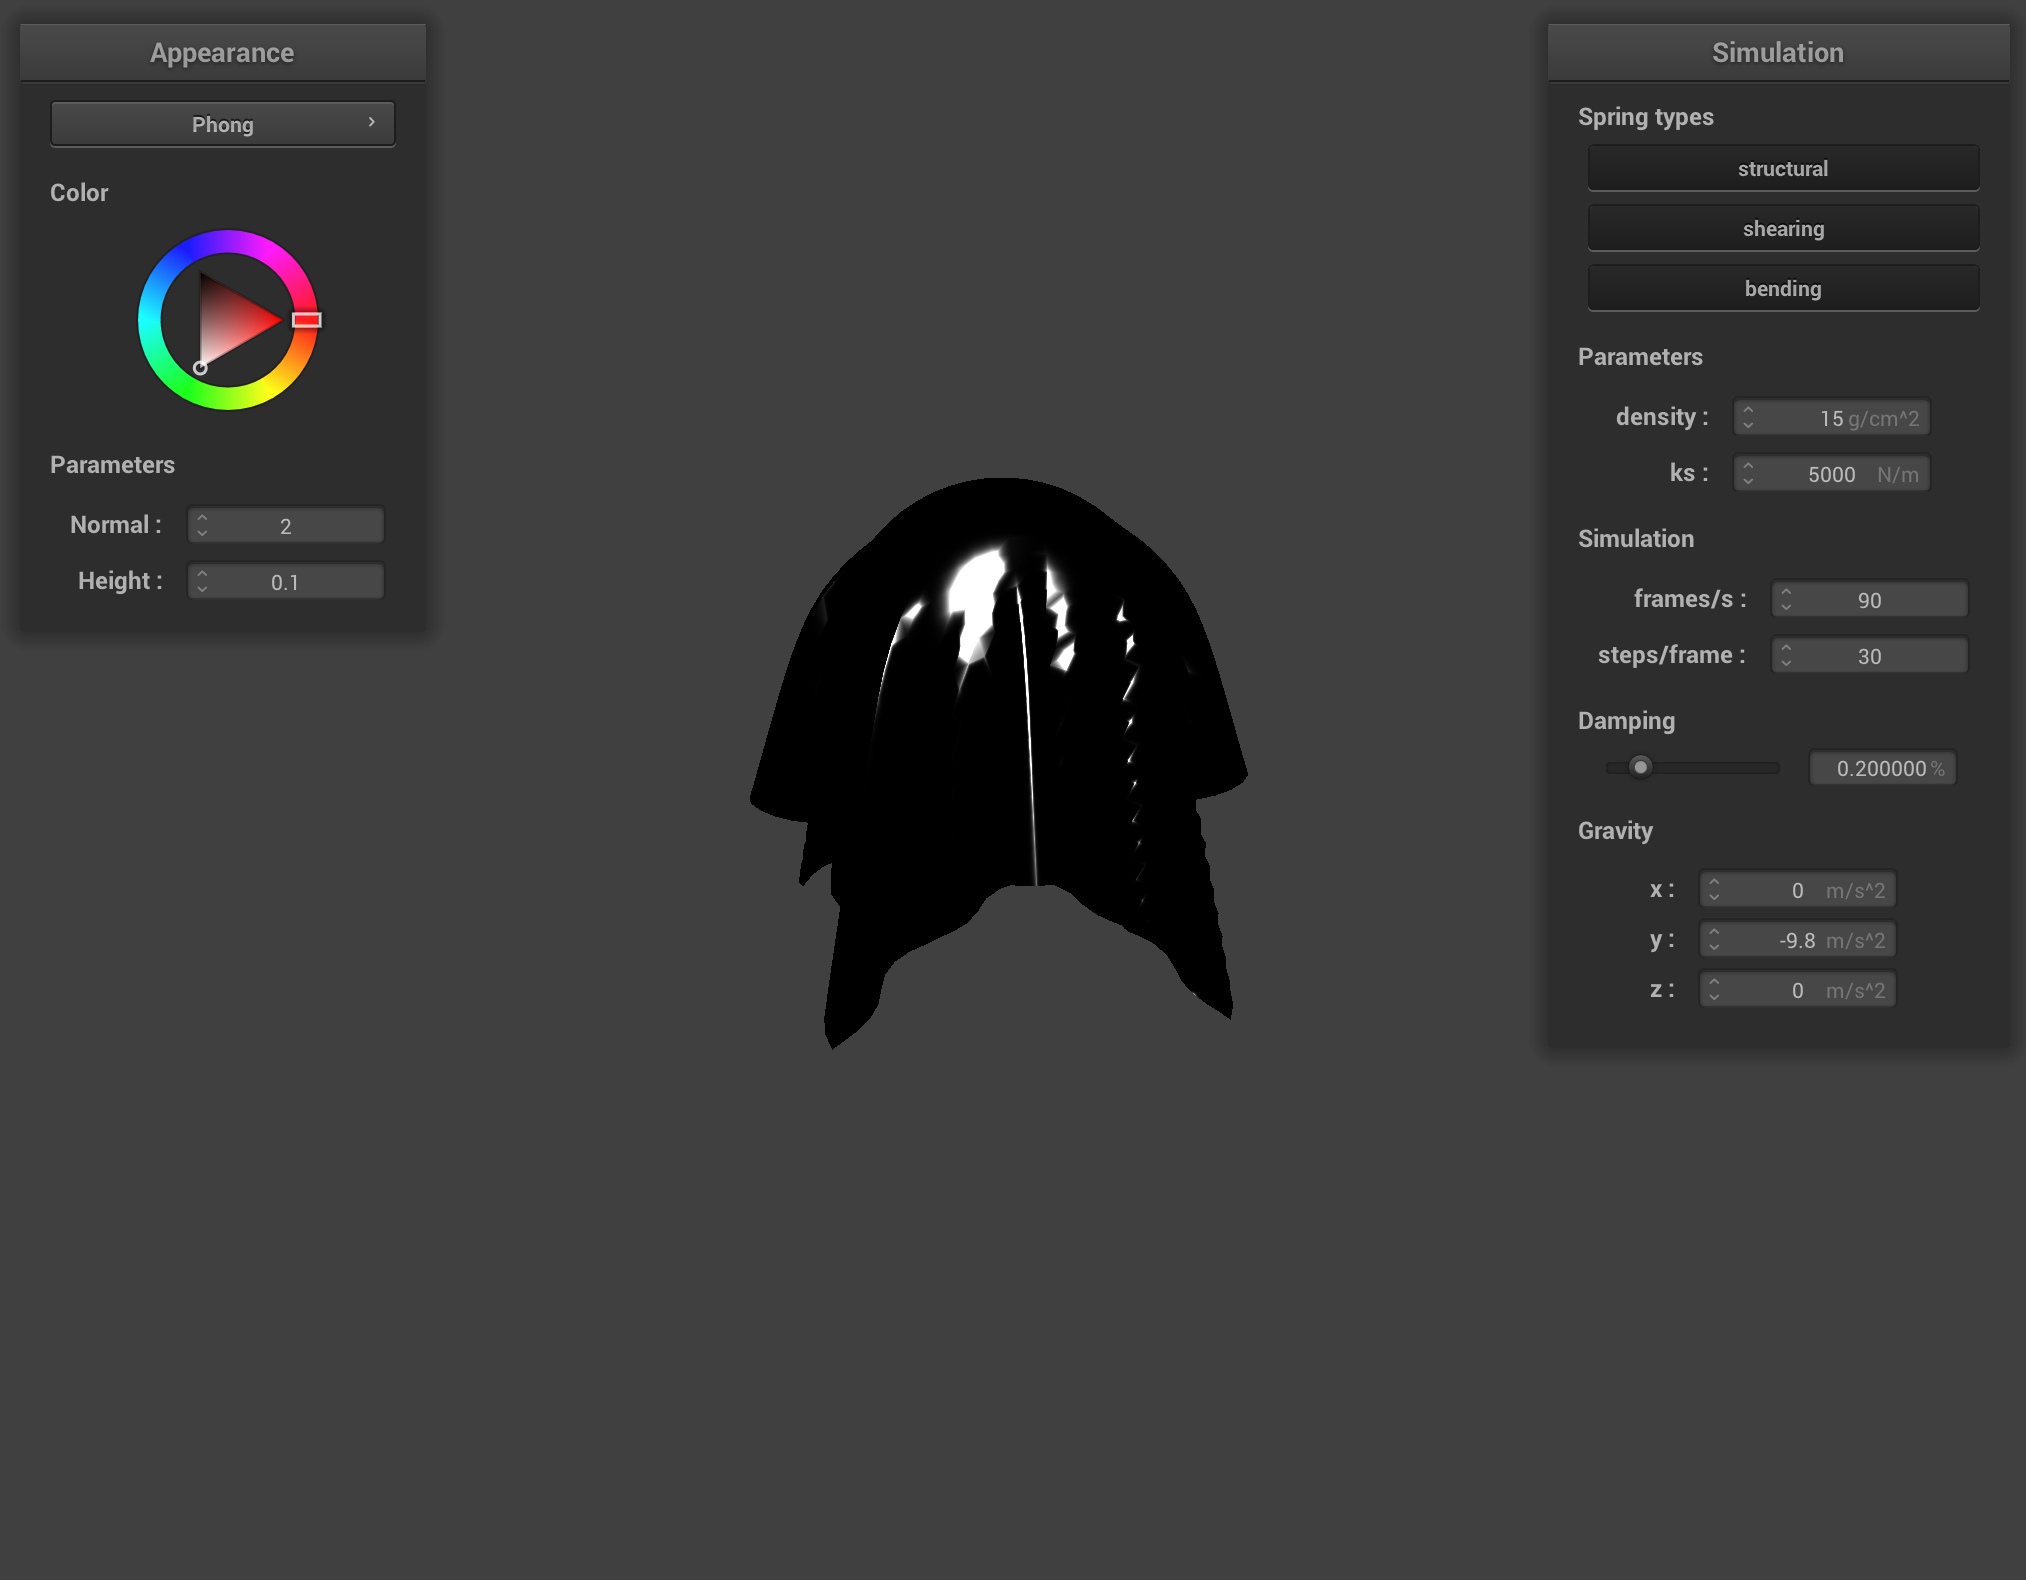 Appearance
Phong
Color
Parameters
Normal : 2
Height : 0.1
Simulation
Spring types
structural
shearing
bending
Parameters
density : 15 g/cm^2
ks : 5000 N/m
Simulation
frames/s : 90
steps/frame : 30
Damping
0.200000 %
Gravity
x : 0 m/s^2
y : -9.8 m/s^2
z : 0 m/s^2